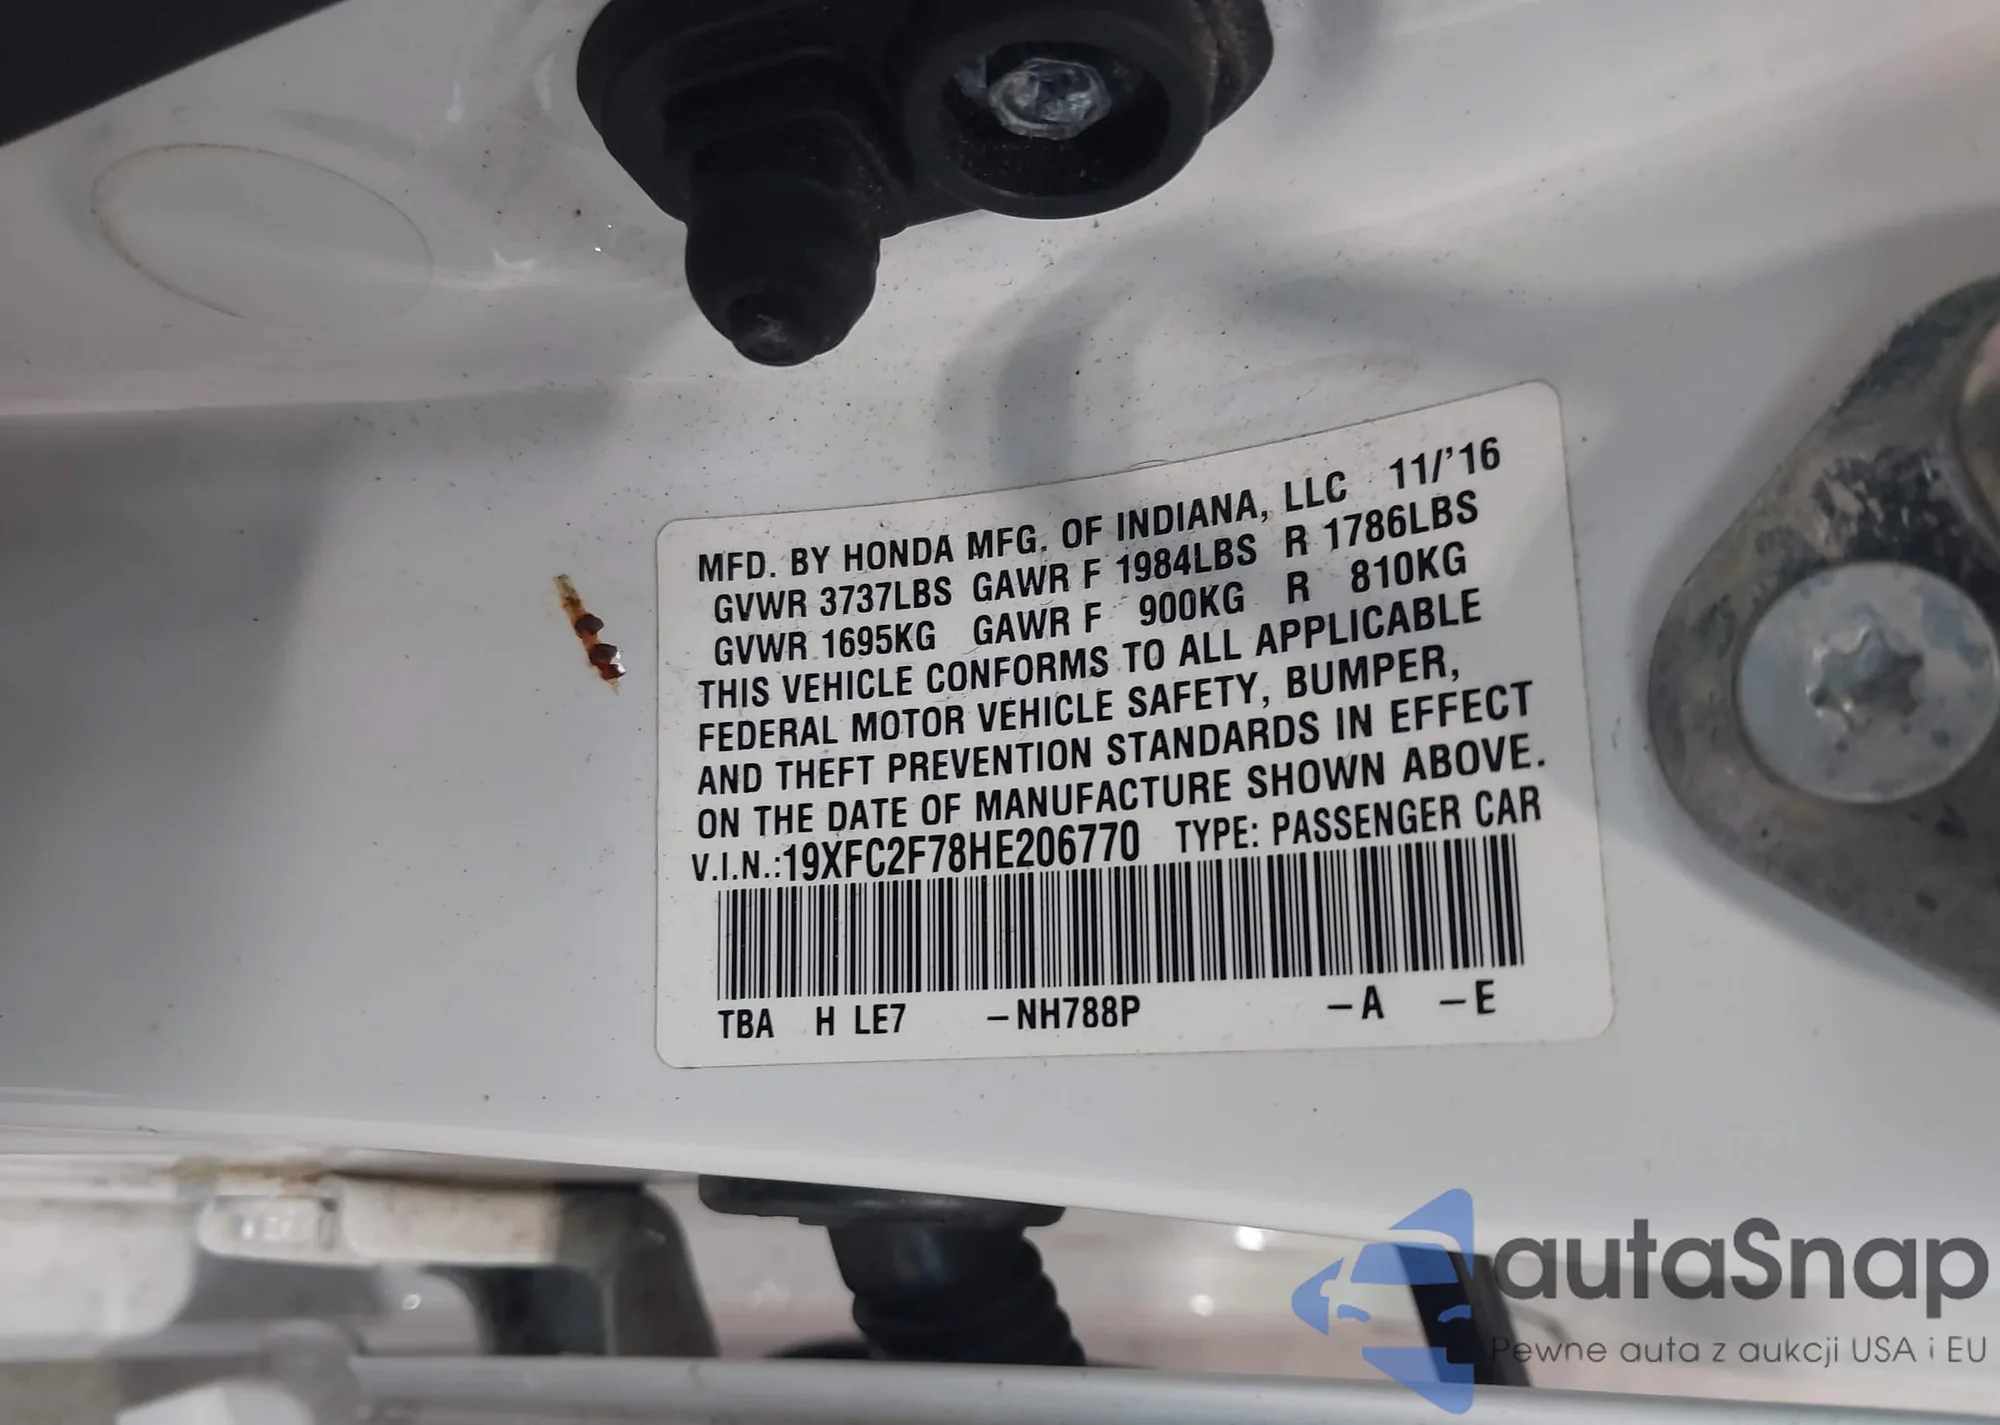 MFD. BY HONDA MFG. OF INDIANA, LLC 11/'16
GVWR 3737LBS GAWR F 1984LBS R 1786LBS
GVWR 1695KG GAWR F 900KG R 810KG
THIS VEHICLE CONFORMS TO ALL APPLICABLE
FEDERAL MOTOR VEHICLE SAFETY, BUMPER,
AND THEFT PREVENTION STANDARDS IN EFFECT
ON THE DATE OF MANUFACTURE SHOWN ABOVE.
V.I.N.:19XFC2F78HE206770 TYPE: PASSENGER CAR
TBA H LE7 –NH788P –A –E
autaSnap
Pewne auta z aukcji USA i EU